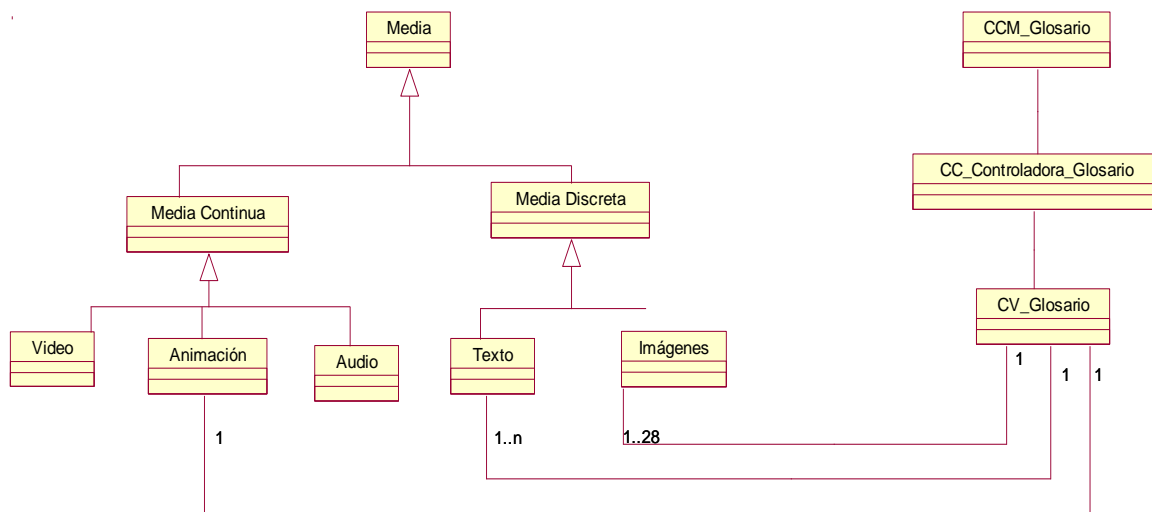 Media
CCM_Glosario
CC_Controladora_Glosario
Media Continua
Media Discreta
CV_Glosario
Video
Animación
Audio
Texto
Imágenes
1
1
1
1
1..n
1..28